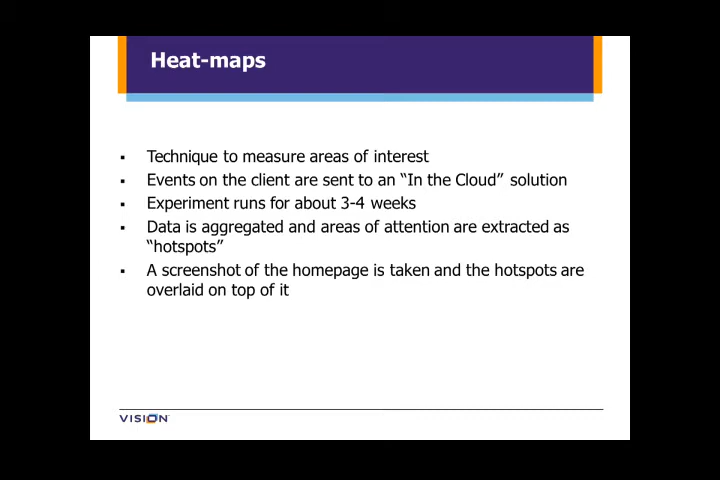 Heat-maps
▪ Technique to measure areas of interest
▪ Events on the client are sent to an “In the Cloud” solution
▪ Experiment runs for about 3-4 weeks
▪ Data is aggregated and areas of attention are extracted as
“hotspots”
▪ A screenshot of the homepage is taken and the hotspots are
overlaid on top of it
VISION